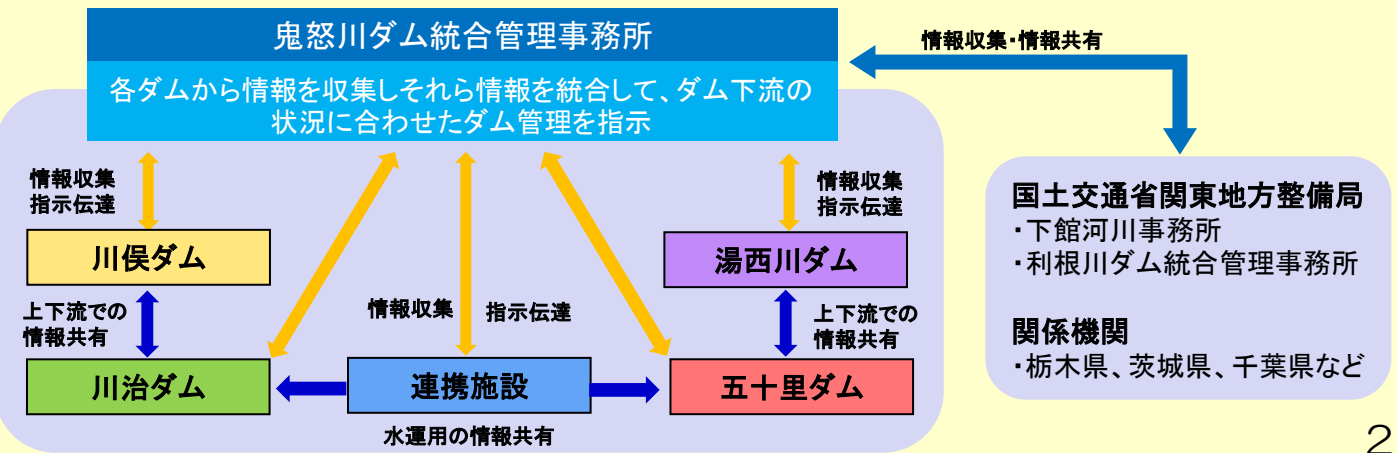 鬼怒川ダム統合管理事務所
各ダムから情報を収集しそれら情報を統合して、ダム下流の
状況に合わせたダム管理を指示
情報収集・情報共有
情報収集
指示伝達
情報収集
指示伝達
川俣ダム
湯西川ダム
上下流での
情報共有
情報収集
指示伝達
上下流での
情報共有
川治ダム
連携施設
五十里ダム
水運用の情報共有
国土交通省関東地方整備局
・下館河川事務所
・利根川ダム統合管理事務所
関係機関
・栃木県、茨城県、千葉県など
2